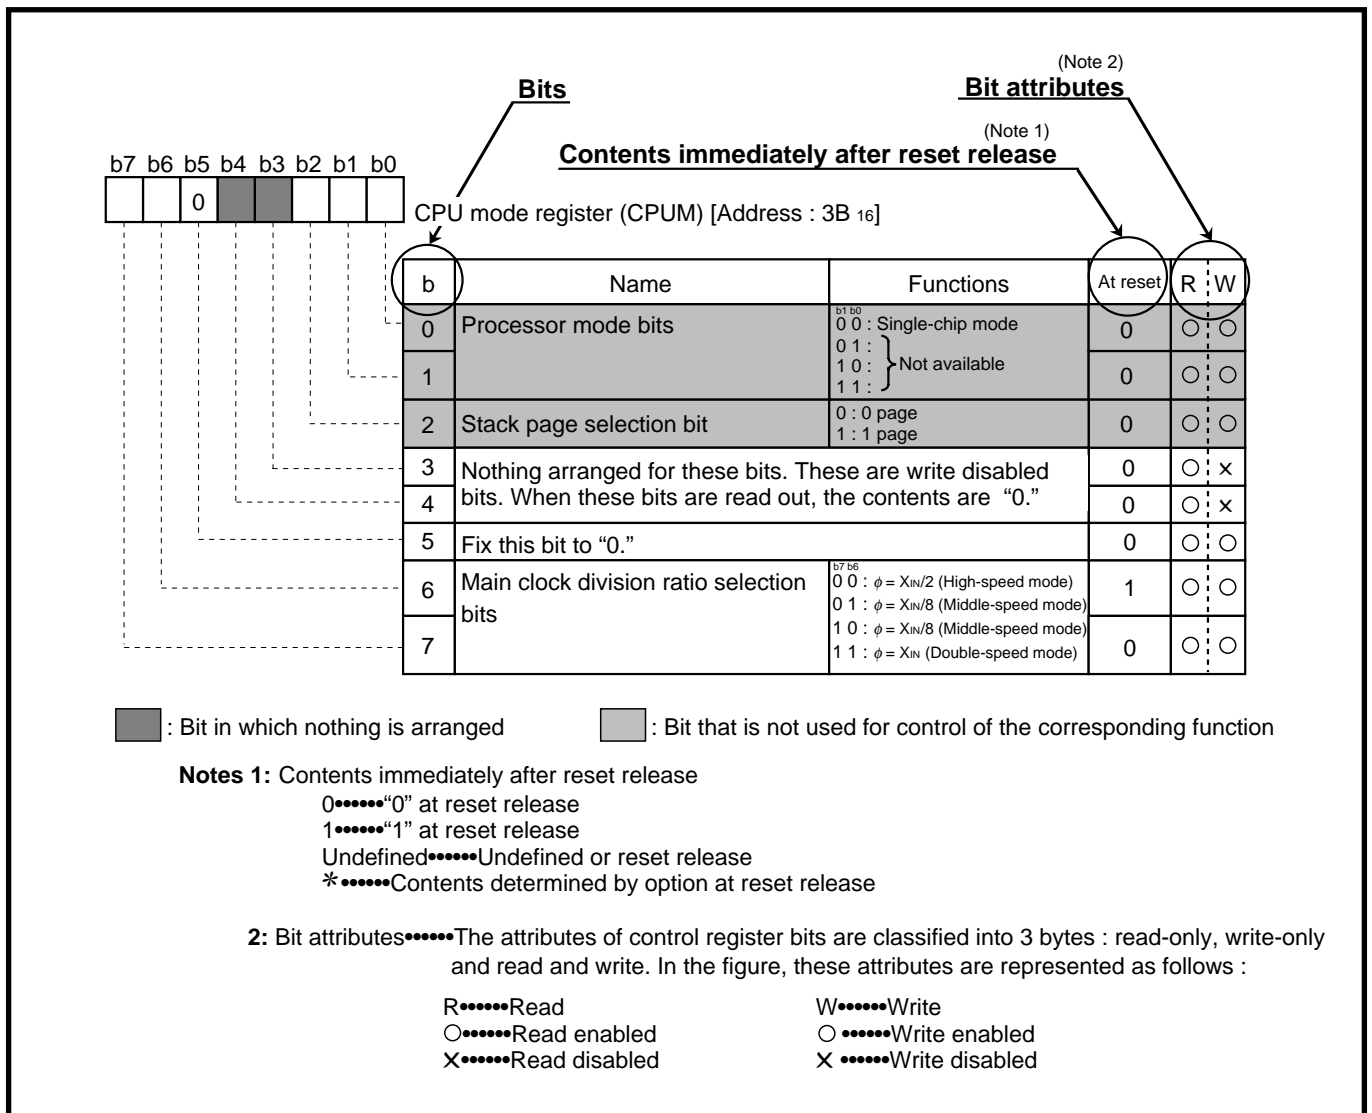 (Note 2)
Bits
Bit attributes
(Note 1)
Contents immediately after reset release
b7 b6 b5 b4 b3 b2 b1 b0
0
CPU mode register (CPUM) [Address : 3B 16]
b Name Functions At reset R W
0 Processor mode bits
b1 b0
0 0 : Single-chip mode
0 1 :
1 0 : Not available
1 1 :
0 ○ ○
1 0 ○ ○
2 Stack page selection bit
0 : 0 page
1 : 1 page
0 ○ ○
3 Nothing arranged for these bits. These are write disabled 0 ○ ×
4 bits. When these bits are read out, the contents are “0.” 0 ○ ×
5 Fix this bit to “0.” 0 ○ ○
6 Main clock division ratio selection
bits
b7 b6
0 0 : ϕ = XIN/2 (High-speed mode)
0 1 : ϕ = XIN/8 (Middle-speed mode)
1 0 : ϕ = XIN/8 (Middle-speed mode)
1 1 : ϕ = XIN (Double-speed mode)
1 ○ ○
7 0 ○ ○
: Bit in which nothing is arranged : Bit that is not used for control of the corresponding function
Notes 1: Contents immediately after reset release
0••••••“0” at reset release
1••••••“1” at reset release
Undefined••••••Undefined or reset release
*••••••Contents determined by option at reset release
2: Bit attributes••••••The attributes of control register bits are classified into 3 bytes : read-only, write-only
and read and write. In the figure, these attributes are represented as follows :
R••••••Read W••••••Write
○••••••Read enabled ○ ••••••Write enabled
×••••••Read disabled × ••••••Write disabled